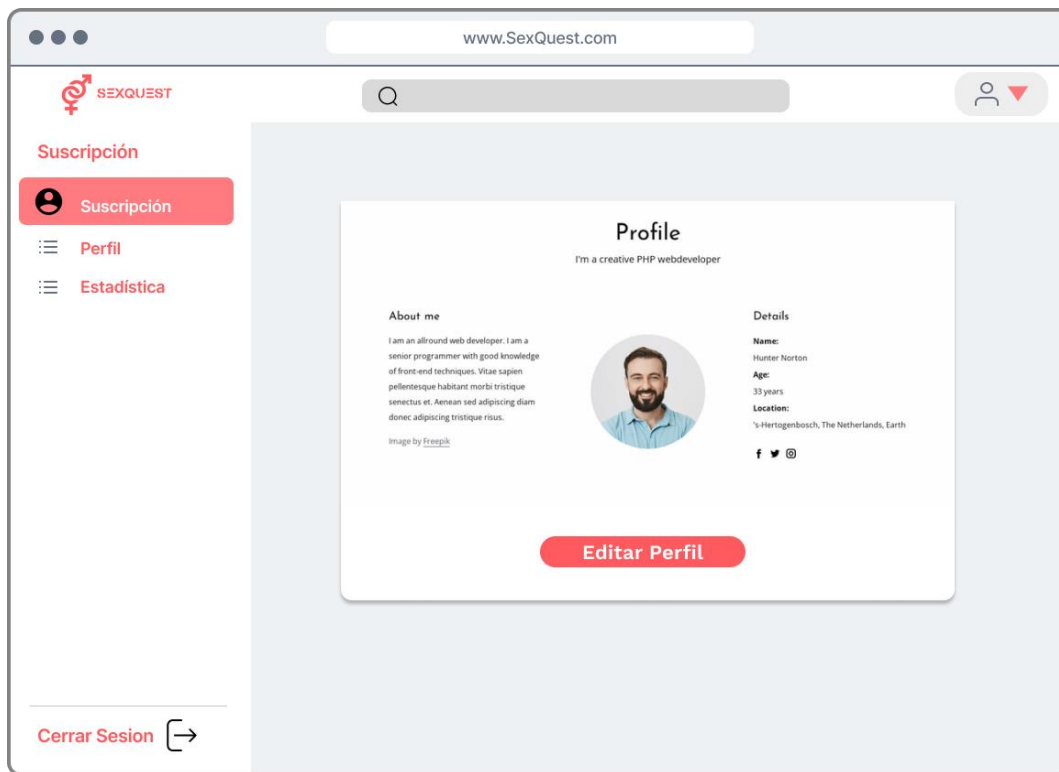 www.SexQuest.com
SEXQUEST
Suscripción
Suscripción
Perfil
Estadística
Cerrar Sesion
Profile
I'm a creative PHP webdeveloper
About me
I am an allround web developer. I am a
senior programmer with good knowledge
of front-end techniques. Vitae sapien
pellentesque habitant morbi tristique
senectus et. Aenean sed adipiscing diam
donec adipiscing tristique risus.
Image by Freepik
Details
Name:
Hunter Norton
Age:
33 years
Location:
's-Hertogenbosch, The Netherlands, Earth
Editar Perfil